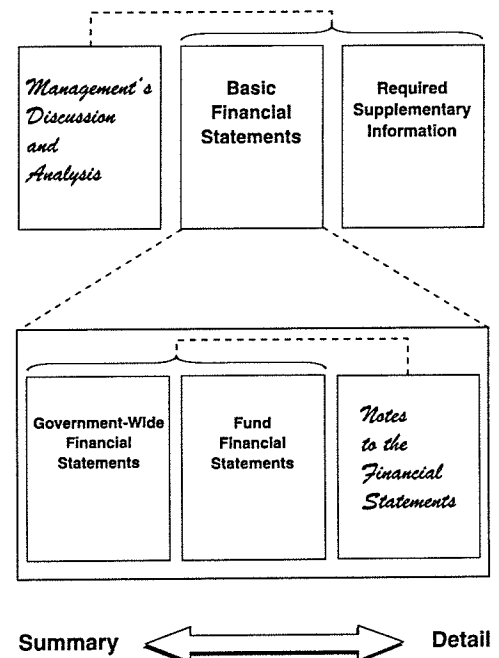 Management's
Discussion
and
Analysis
Basic
Financial
Statements
Required
Supplementary
Information
Government-Wide
Financial
Statements
Fund
Financial
Statements
Notes
to the
Financial
Statements
Summary
Detail